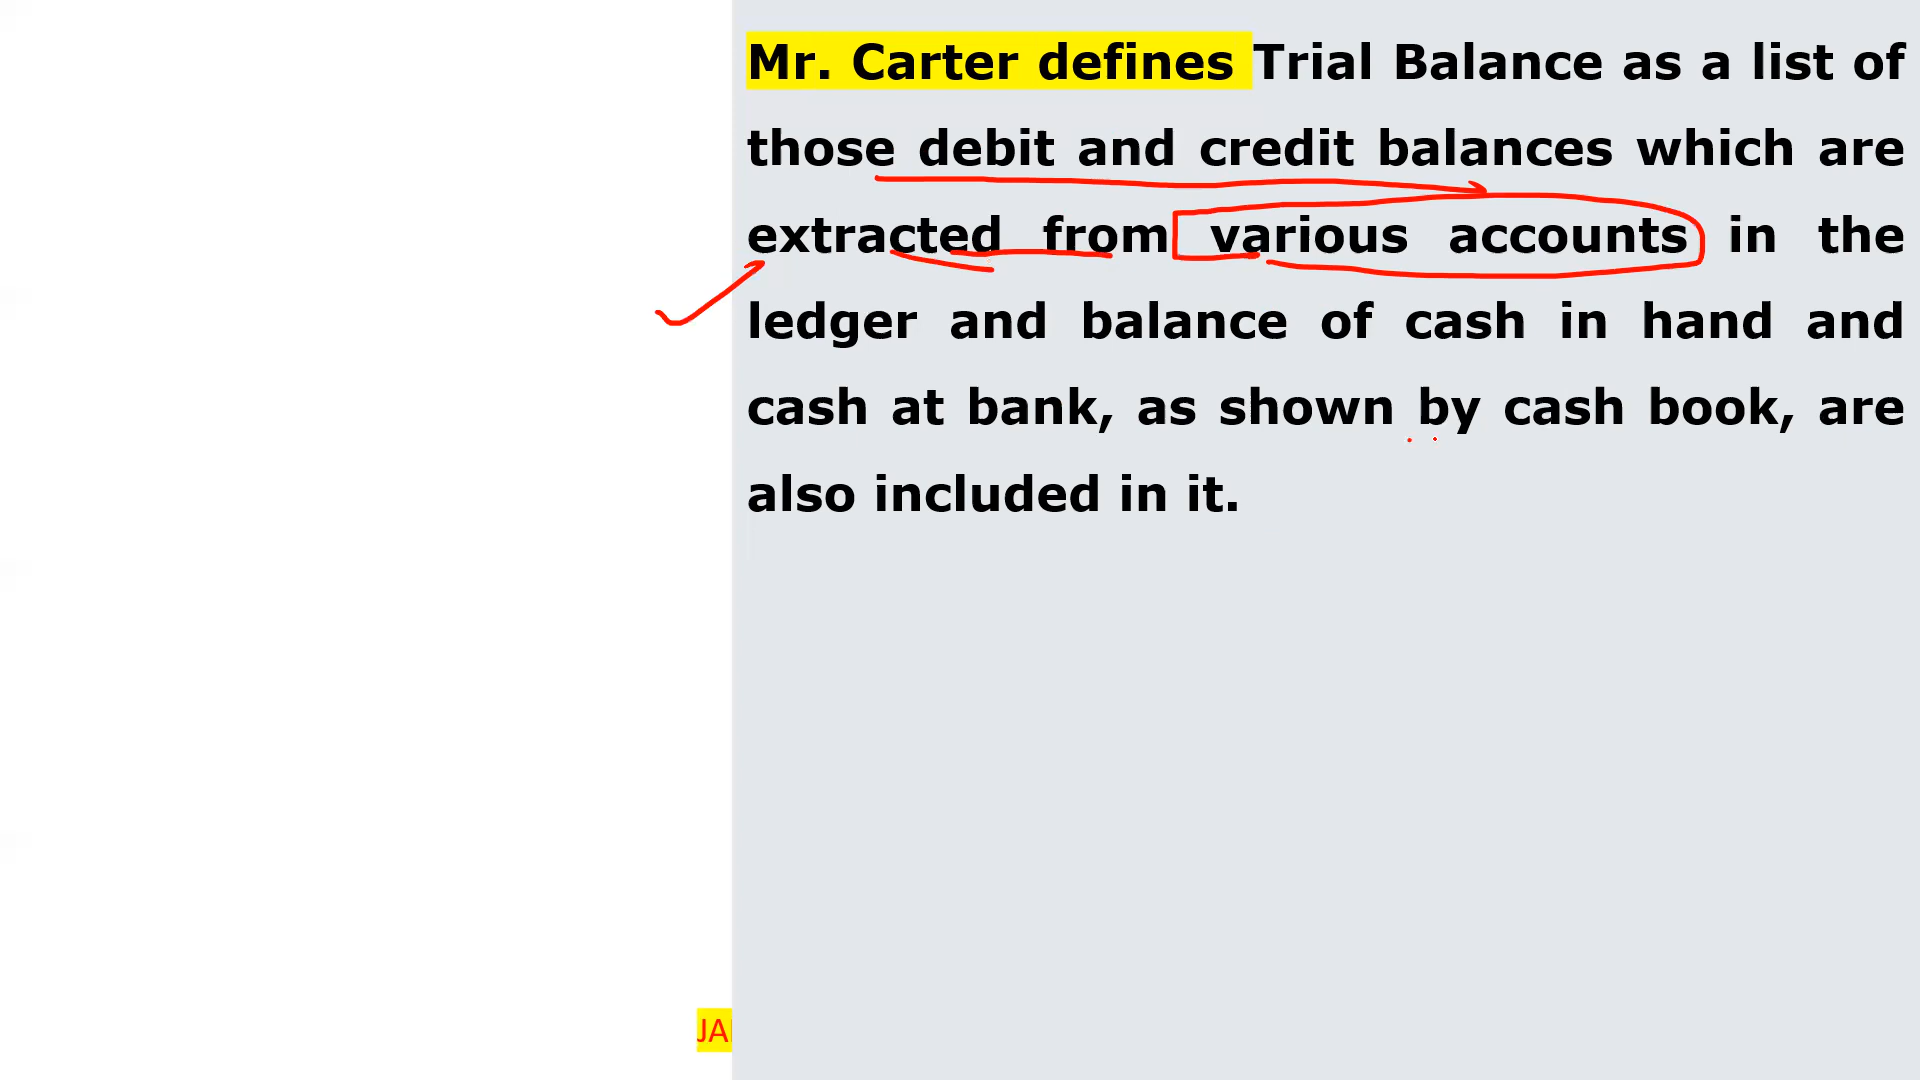 Mr. Carter defines Trial Balance as a list of
those debit and credit balances which are
extracted from various accounts in the
ledger and balance of cash in hand and
cash at bank, as shown by cash book, are
also included in it.
JA